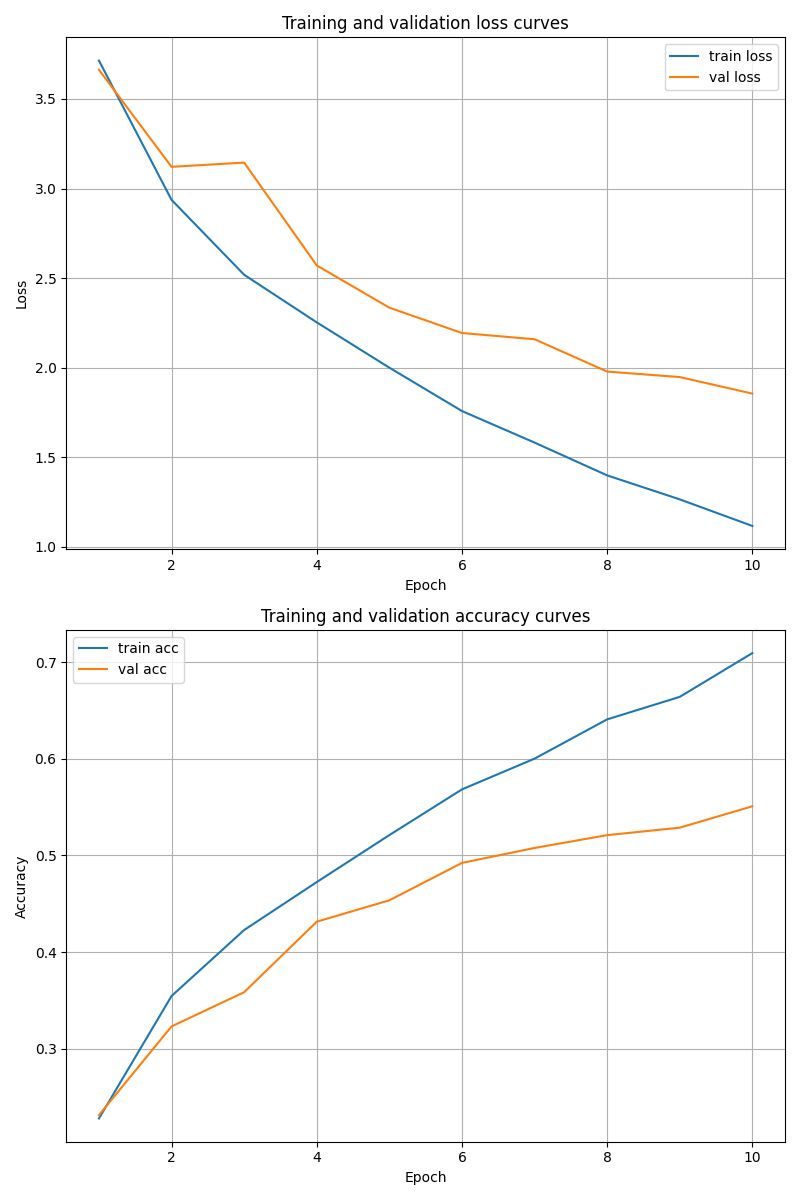 Training and validation loss curves
train loss
val loss
3.5
3.0
2.5
2.0
1.5
1.0
Loss
2 4 6 8 10
Epoch
Training and validation accuracy curves
train acc
val acc
0.7
0.6
0.5
0.4
0.3
Accuracy
2 4 6 8 10
Epoch